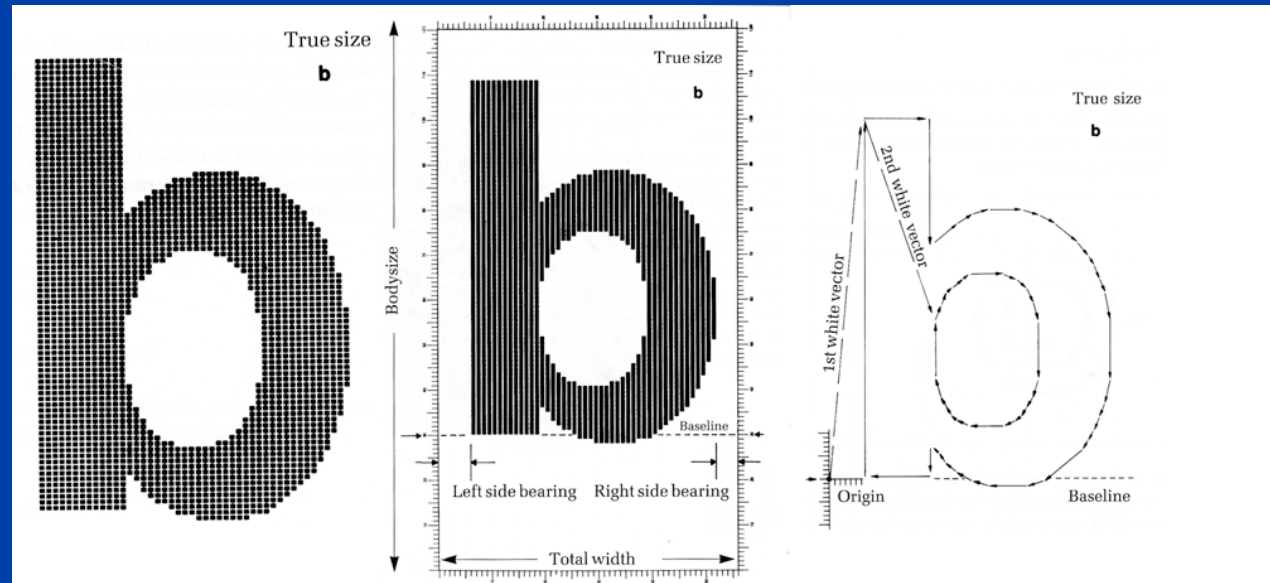 True size
b
Bodysize
True size
b
Baseline
Left side bearing
Right side bearing
Total width
True size
b
1st white vector
2nd white vector
Origin
Baseline